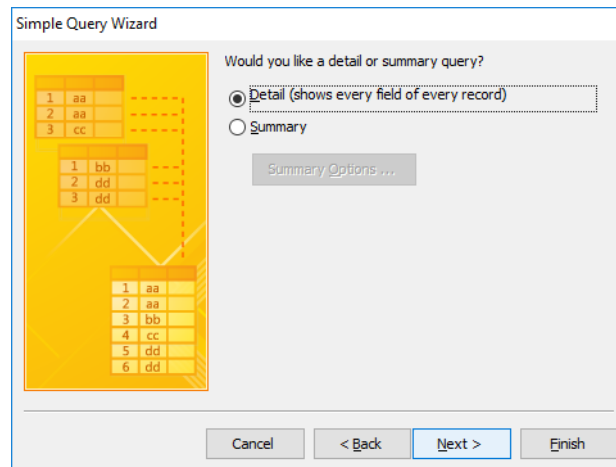 Simple Query Wizard
Would you like a detail or summary query?
Detail (shows every field of every record)
Summary
Summary Options ...
1 aa
2 aa
3 cc
1 bb
2 dd
3 dd
1 aa
2 aa
3 bb
4 cc
5 dd
6 dd
Cancel
< Back
Next >
Finish